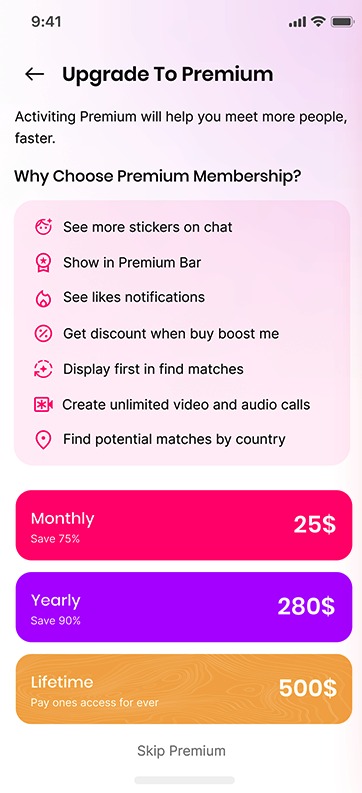 9:41
Upgrade To Premium
Activiting Premium will help you meet more people,
faster.
Why Choose Premium Membership?
See more stickers on chat
Show in Premium Bar
See likes notifications
Get discount when buy boost me
Display first in find matches
Create unlimited video and audio calls
Find potential matches by country
Monthly
25$
Save 75%
Yearly
280$
Save 90%
Lifetime
500$
Pay ones access for ever
Skip Premium